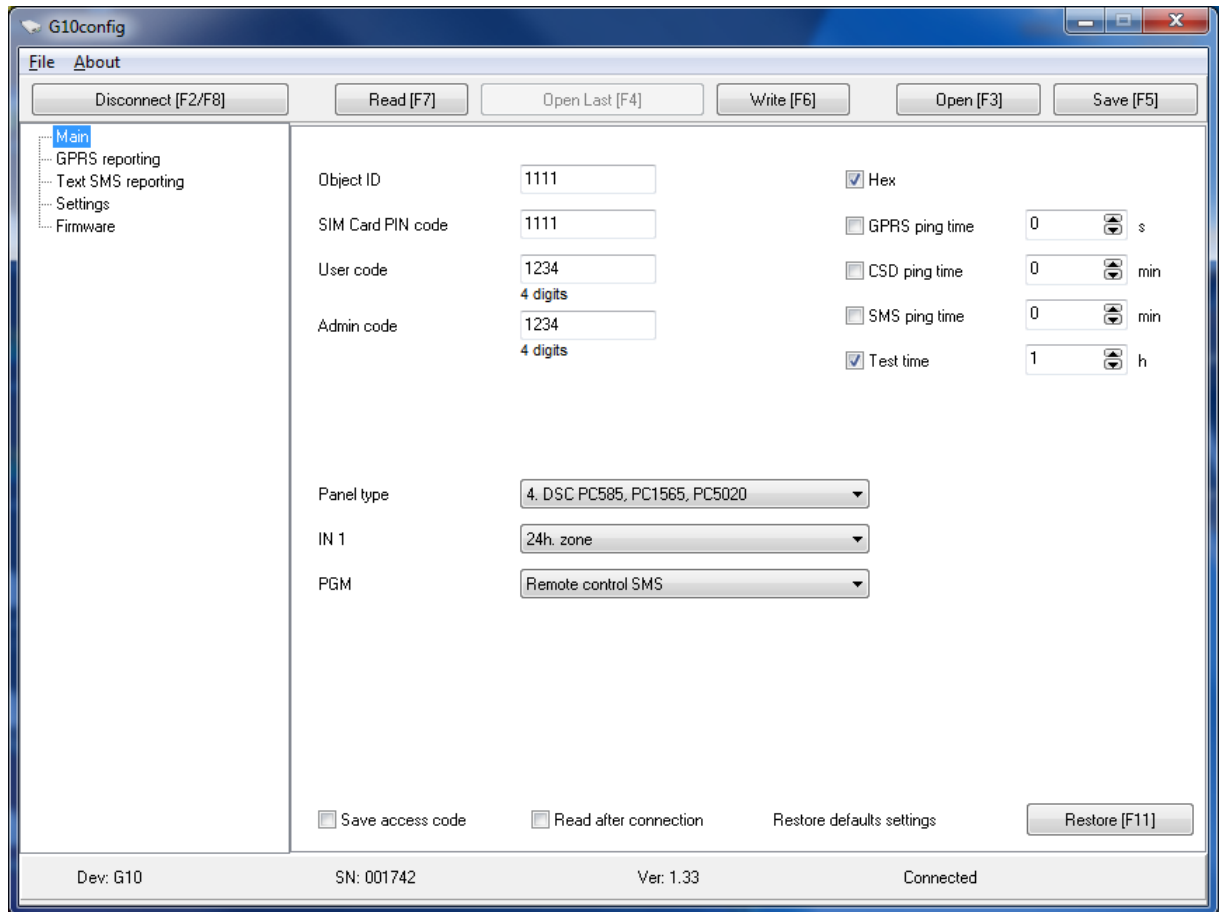 G10config
File About
Disconnect [F2/F8] Read [F7] Open Last [F4] Write [F6] Open [F3] Save [F5]
Main
GPRS reporting
Text SMS reporting
Settings
Firmware
Object ID 1111 Hex
SIM Card PIN code 1111 GPRS ping time 0 s
User code 1234 CSD ping time 0 min
4 digits
Admin code 1234 SMS ping time 0 min
4 digits
Test time 1 h
Panel type 4. DSC PC585, PC1565, PC5020
IN 1 24h. zone
PGM Remote control SMS
Save access code Read after connection Restore defaults settings Restore [F11]
Dev: G10 SN: 001742 Ver: 1.33 Connected